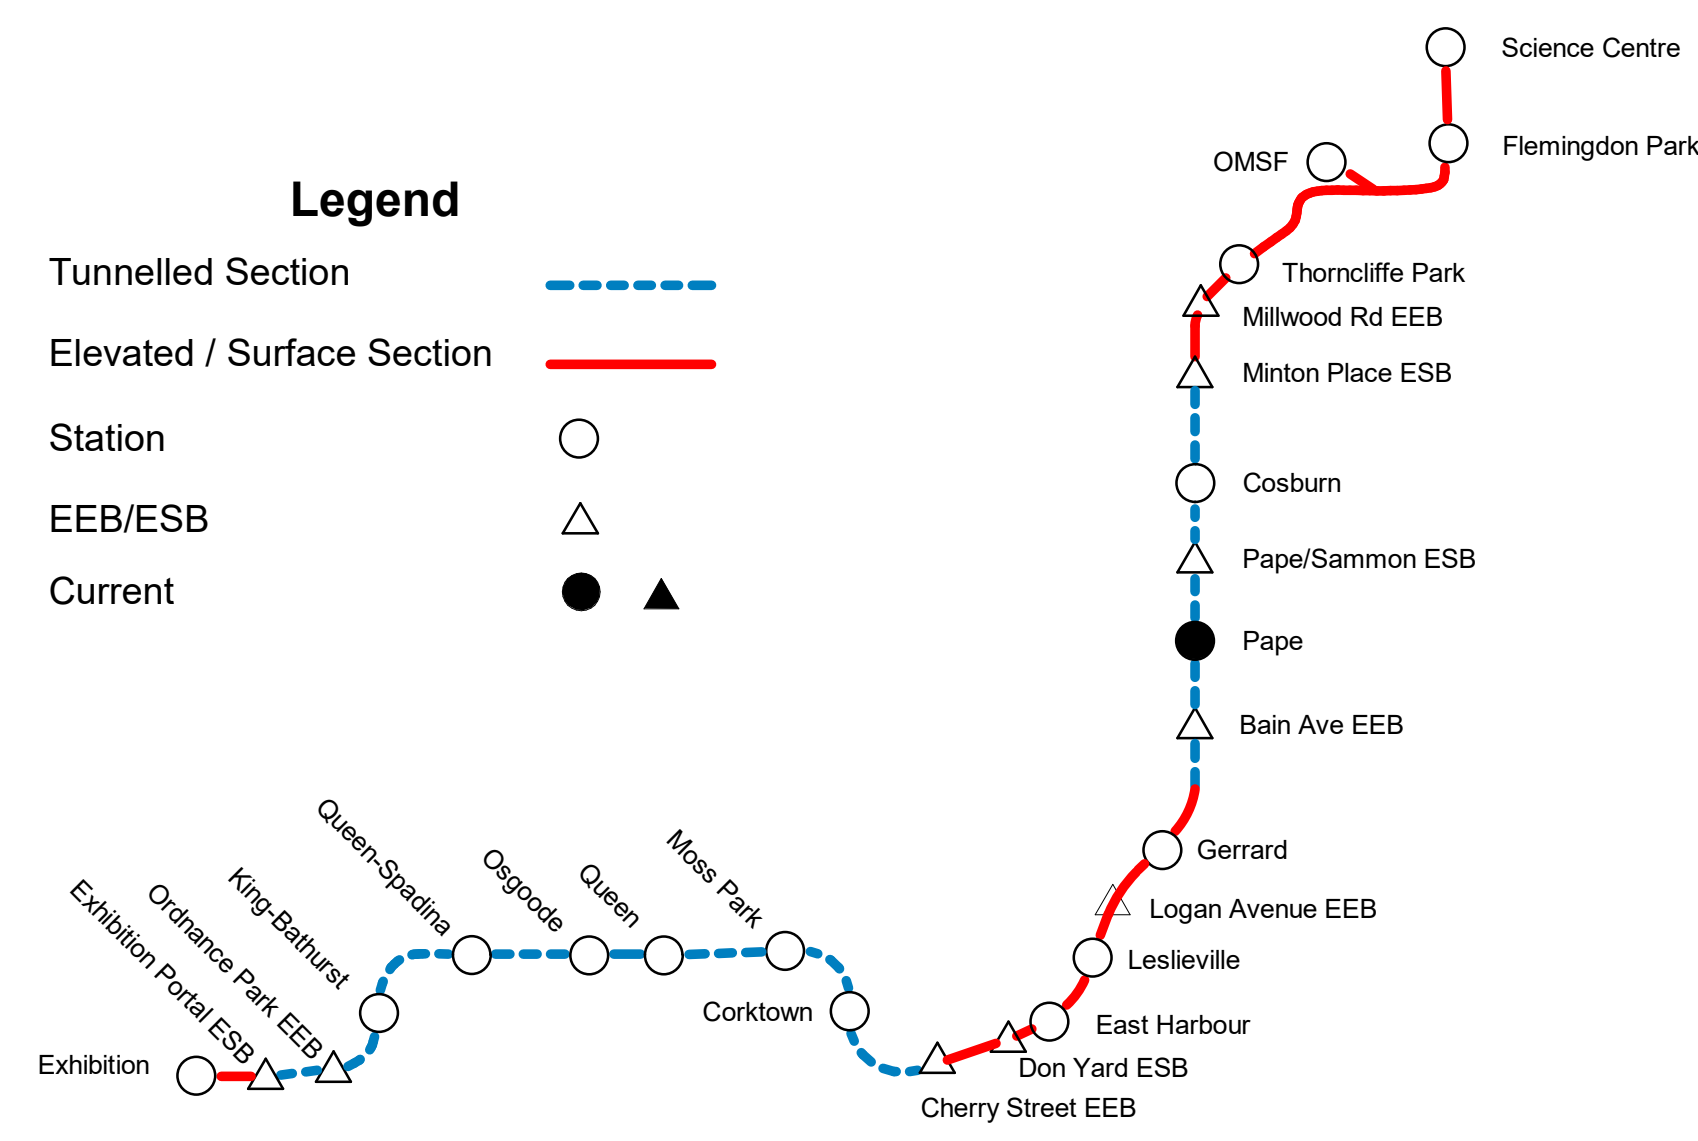 Science Centre
Flemingdon Park
OMSF
Legend
Thorncliffe Park
Tunnelled Section
Millwood Rd EEB
Elevated / Surface Section
Minton Place ESB
Station
Cosburn
EEB/ESB
Pape/Sammon ESB
Current
Pape
Bain Ave EEB
Gerrard
Logan Avenue EEB
Leslieville
East Harbour
Don Yard ESB
Cherry Street EEB
Corktown
Moss Park
Queen
Osgoode
Queen-Spadina
King-Bathurst
Ordnance Park EEB
Exhibition Portal ESB
Exhibition